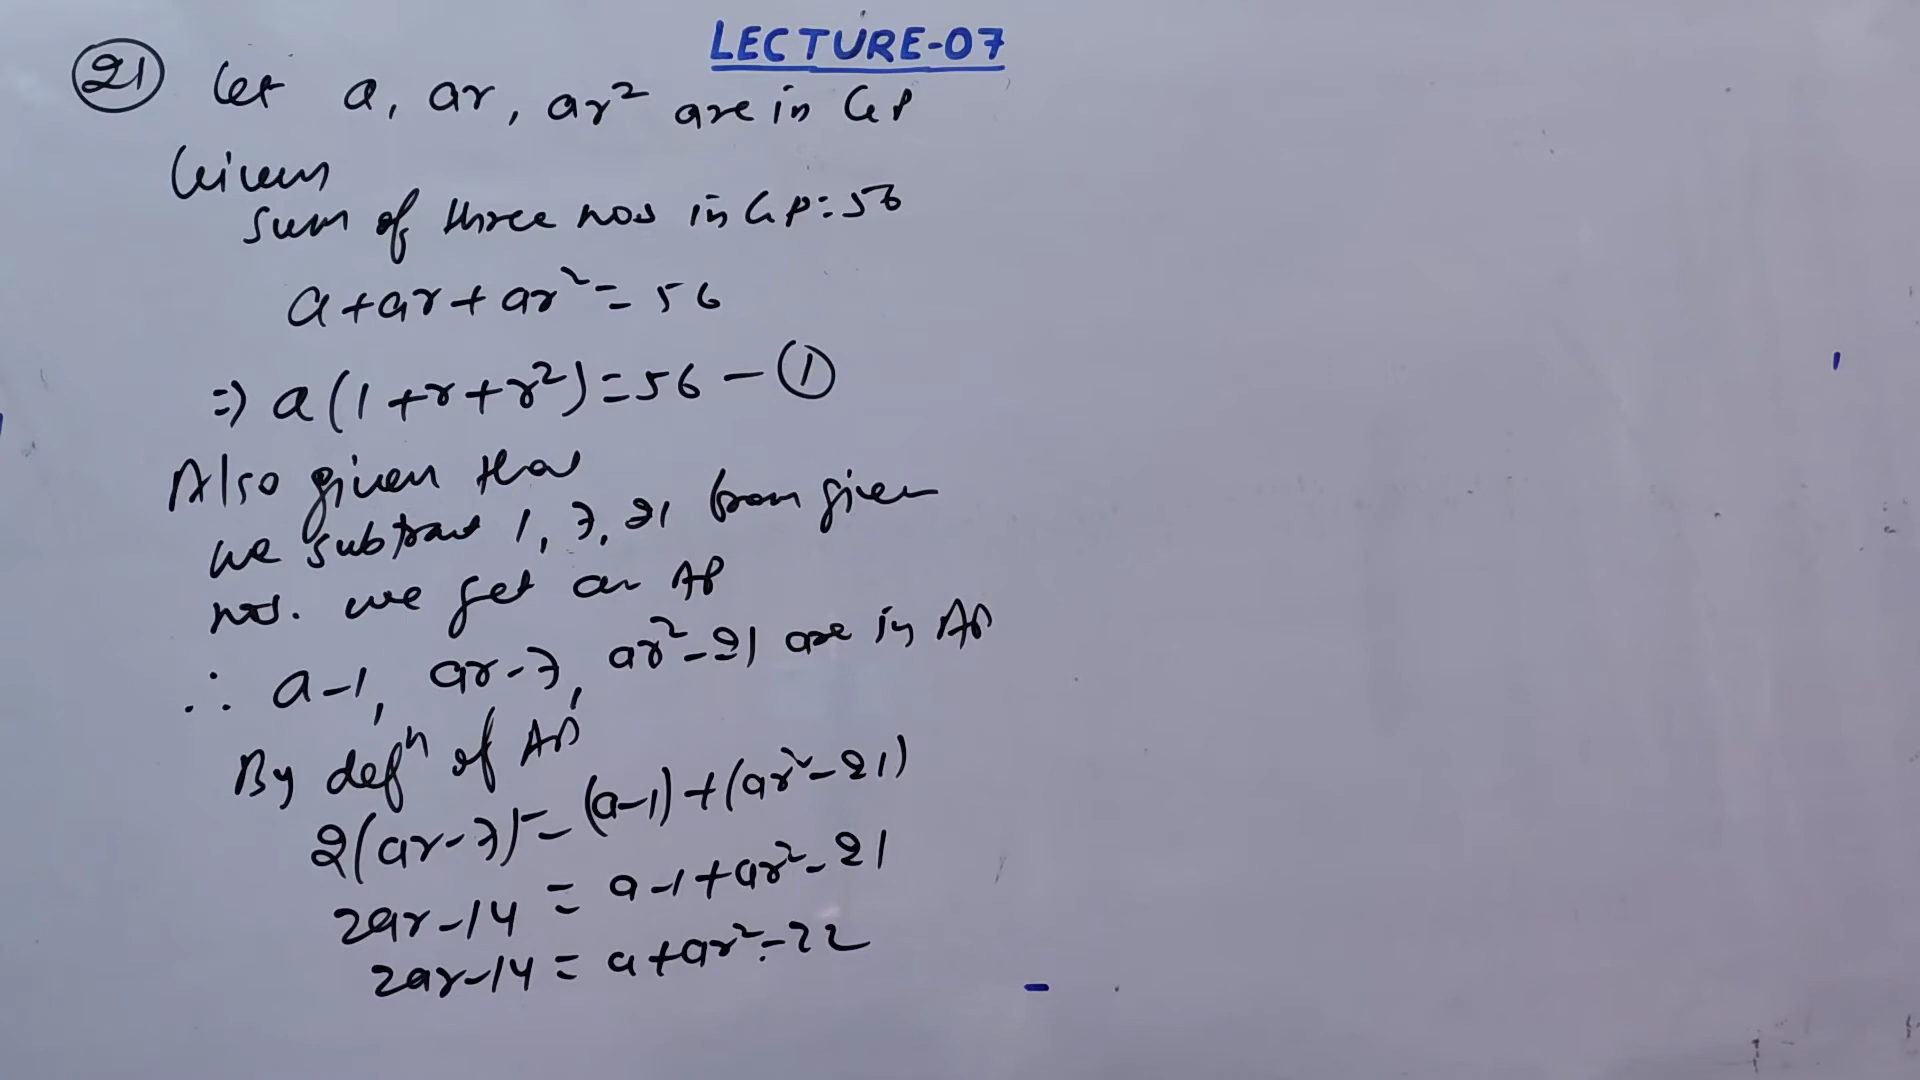 LECTURE-07
21 Let a, ar, ar² are in GP
Given
Sum of three nos in GP = 56
a + ar + ar² = 56
⇒ a(1 + r + r²) = 56 — ①
Also given that
we subtract 1, 7, 21 from given
nos. we get an AP
∴ a-1, ar-7, ar²-21 are in AP
By defⁿ of AP
2(ar-7) = (a-1) + (ar²-21)
2ar-14 = a-1+ar²-21
2ar-14 = a+ar²-22